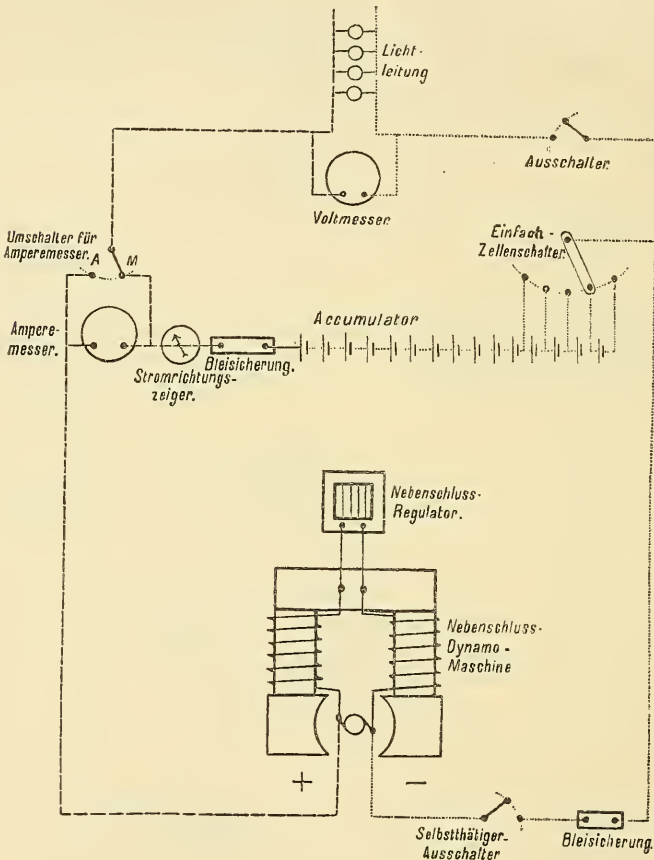 Licht-
leitung
Ausschalter.
Voltmesser.
Umschalter für
Amperemesser.
A
M
Einfach-
Zellenschalter.
Ampere-
messer.
Accumulator
Bleisicherung.
Stromrichtungs-
zeiger.
Nebenschluss-
Regulator.
Nebenschluss-
Dynamo-
Maschine
+
-
Selbstthätiger-
Ausschalter
Bleisicherung.